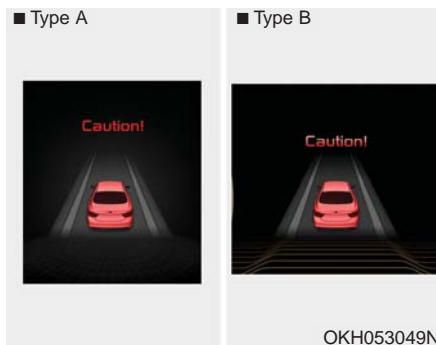 ■ Type A
■ Type B
Caution!
Caution!
OKH053049N